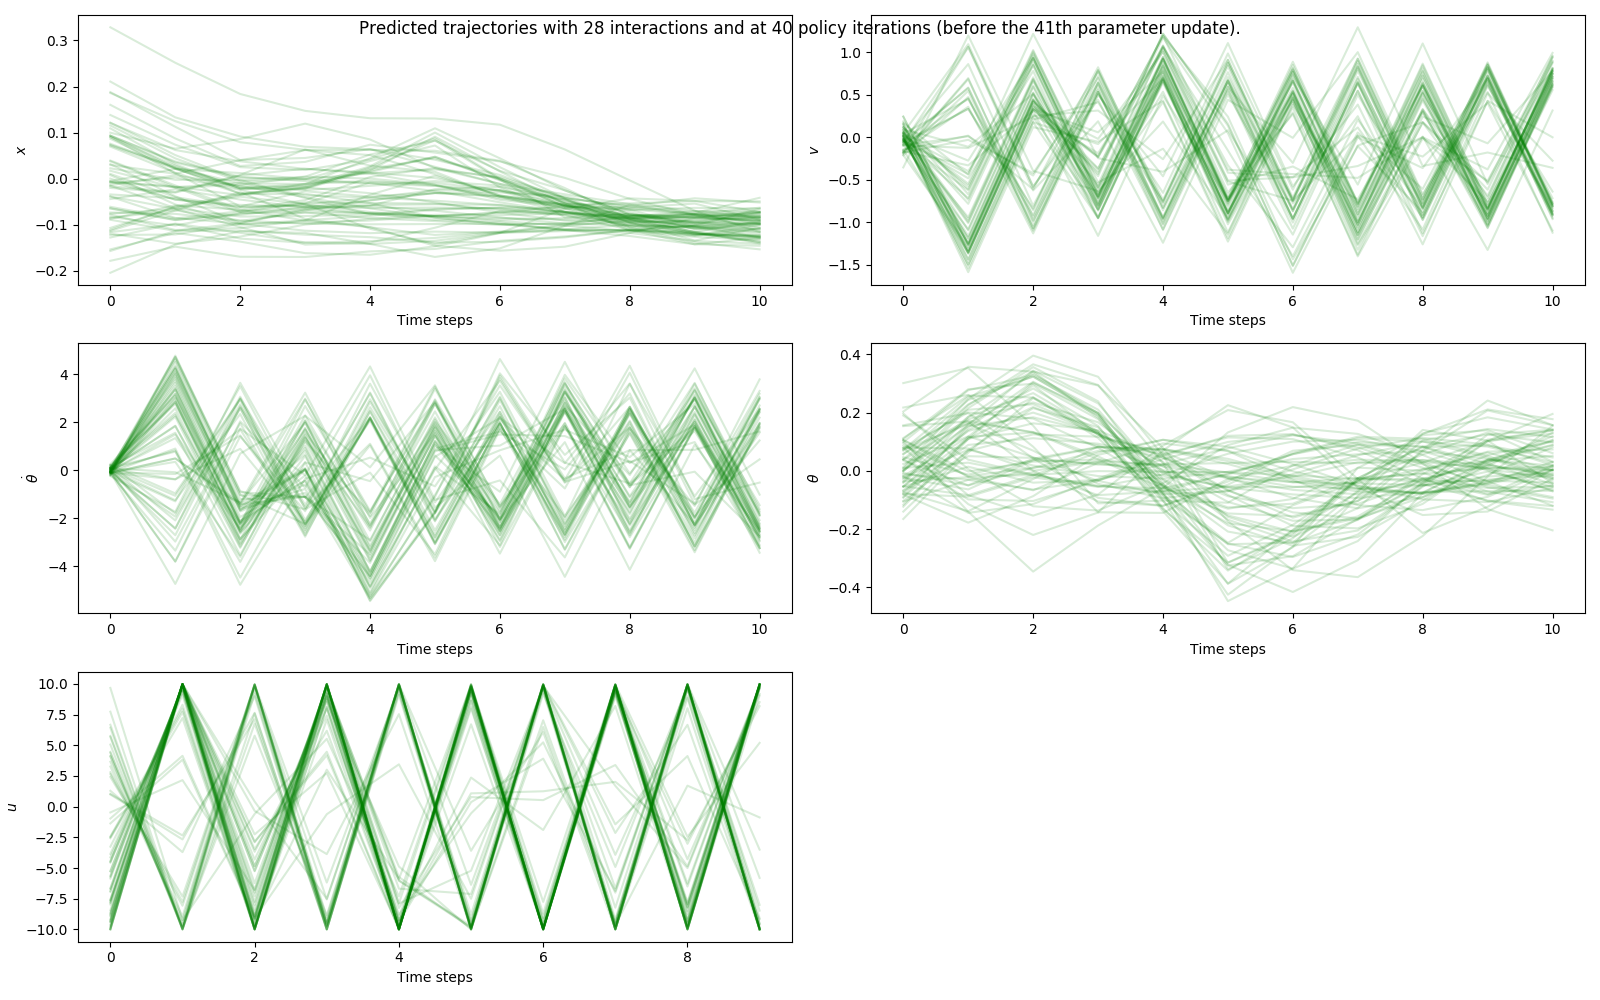 Predicted trajectories with 28 interactions and at 40 policy iterations (before the 41th parameter update).
0.3
0.2
0.1
0.0
−0.1
−0.2
x
0 2 4 6 8 10
Time steps
1.0
0.5
0.0
−0.5
−1.0
−1.5
v
0 2 4 6 8 10
Time steps
4
2
0
−2
−4
θ̇
0 2 4 6 8 10
Time steps
0.4
0.2
0.0
−0.2
−0.4
θ
0 2 4 6 8 10
Time steps
10.0
7.5
5.0
2.5
0.0
−2.5
−5.0
−7.5
−10.0
u
0 2 4 6 8
Time steps